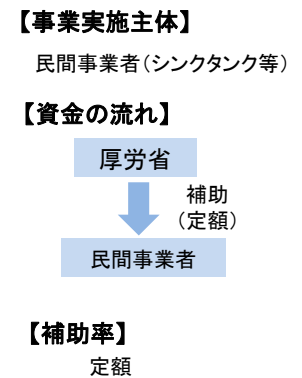 【事業実施主体】
民間事業者（シンクタンク等）
【資金の流れ】
厚労省
補助
（定額）
民間事業者
【補助率】
定額